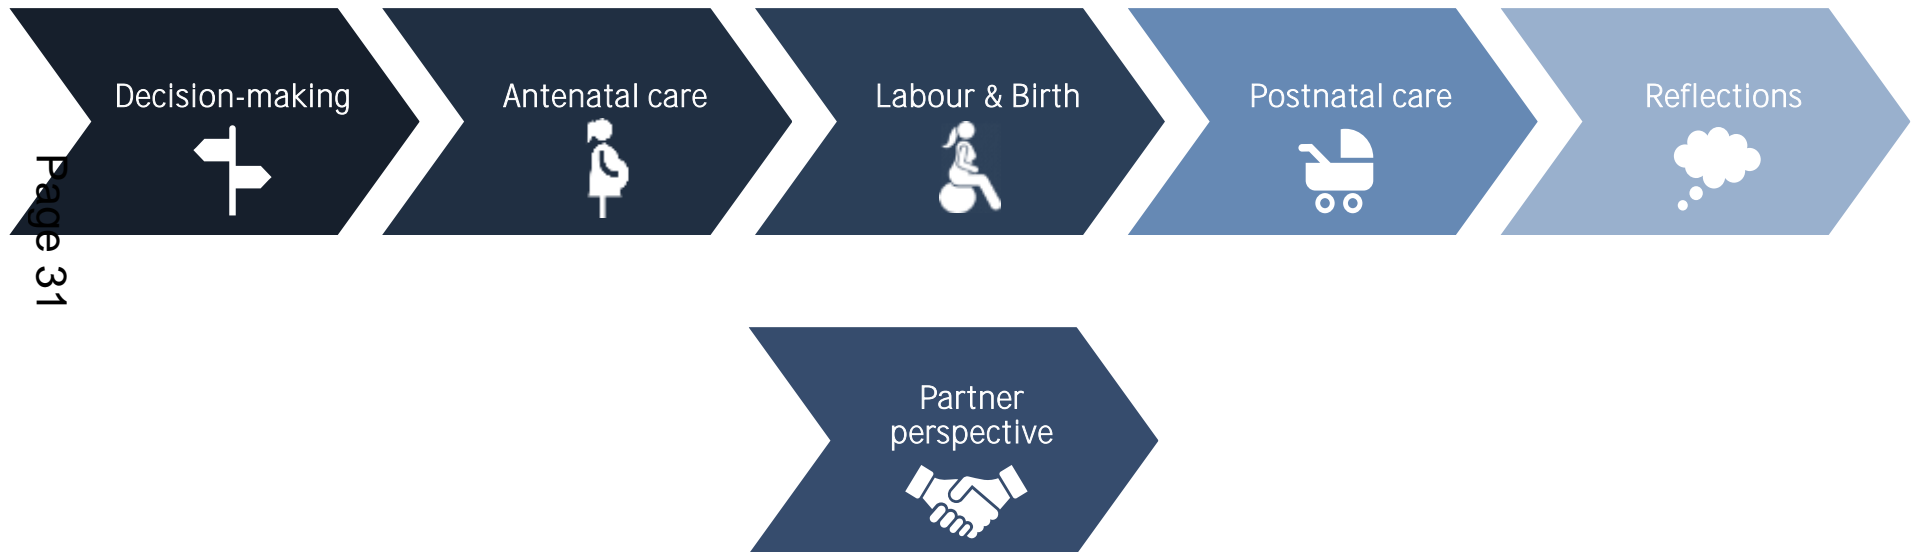 Decision-making
Antenatal care
Labour & Birth
Postnatal care
Reflections
Page 31
Partner
perspective